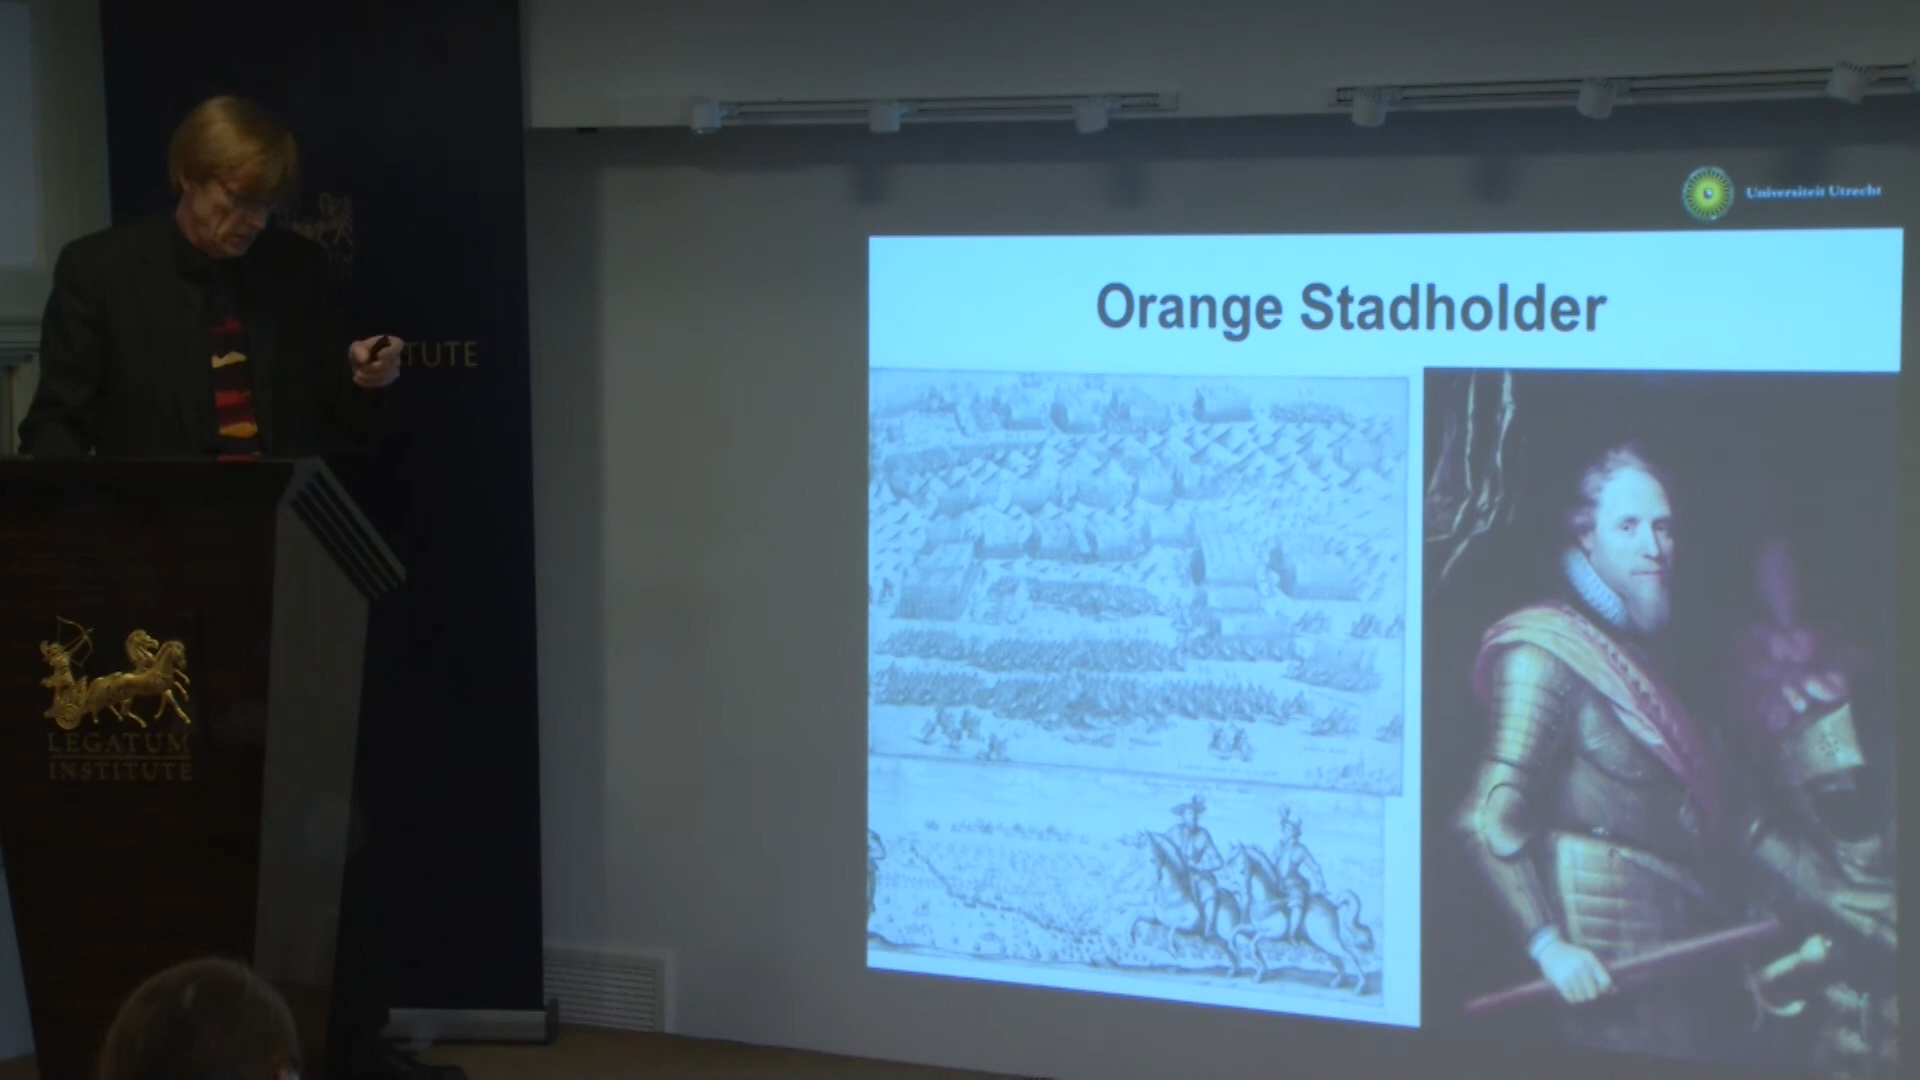 TUTE
LEGATUM
INSTITUTE
Universiteit Utrecht
Orange Stadholder